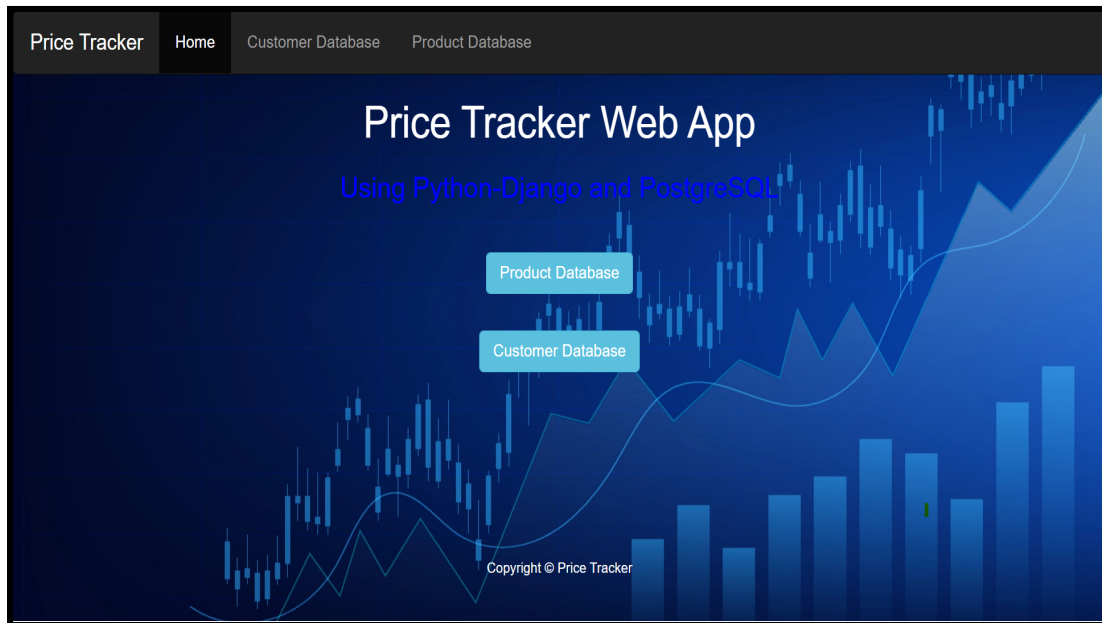 Price Tracker Home Customer Database Product Database
Price Tracker Web App
Using Python-Django and PostgreSQL
Product Database
Customer Database
Copyright © Price Tracker